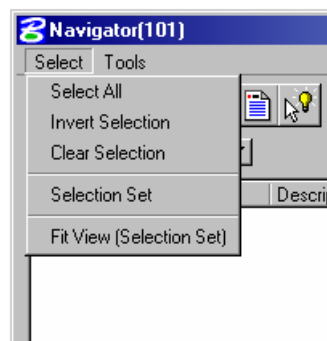 Navigator(101)
Select Tools
Select All
Invert Selection
Clear Selection
Selection Set
Descri
Fit View (Selection Set)